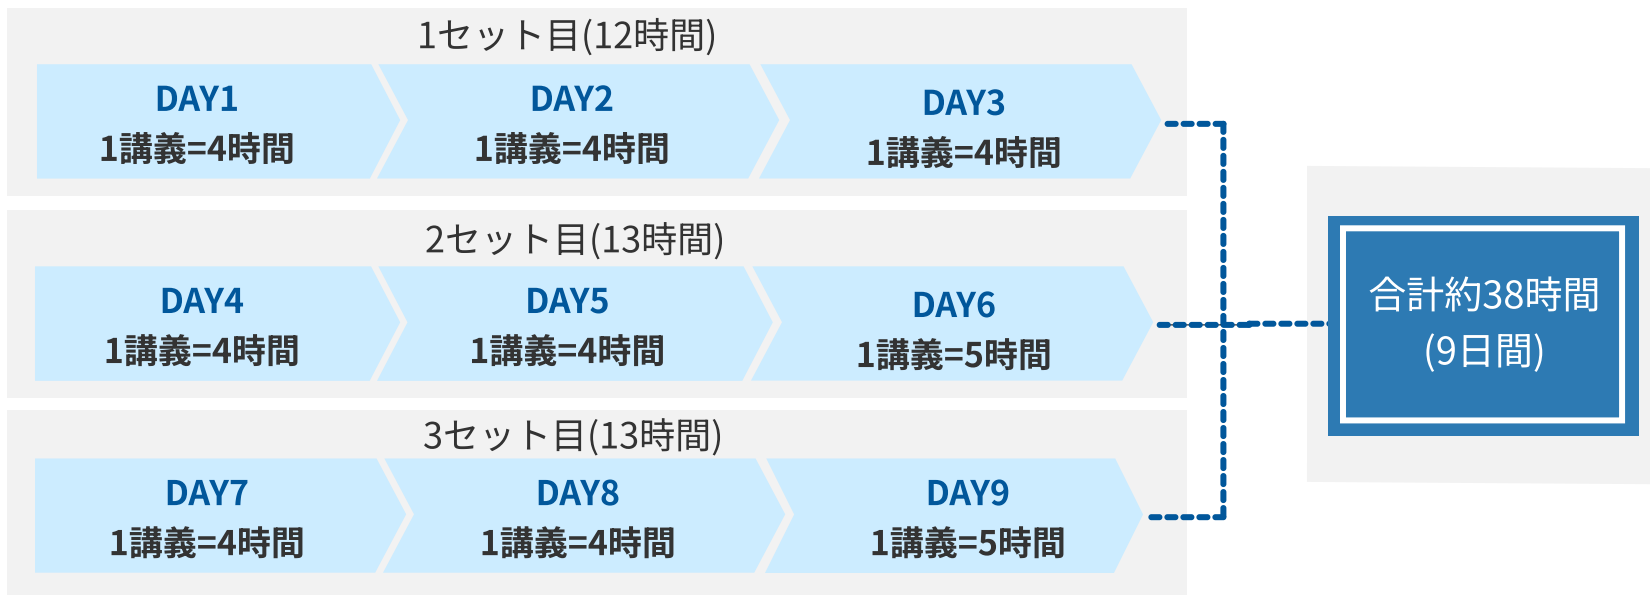 1セット目(12時間)
DAY1
1講義=4時間
DAY2
1講義=4時間
DAY3
1講義=4時間
2セット目(13時間)
DAY4
1講義=4時間
DAY5
1講義=4時間
DAY6
1講義=5時間
3セット目(13時間)
DAY7
1講義=4時間
DAY8
1講義=4時間
DAY9
1講義=5時間
合計約38時間
(9日間)